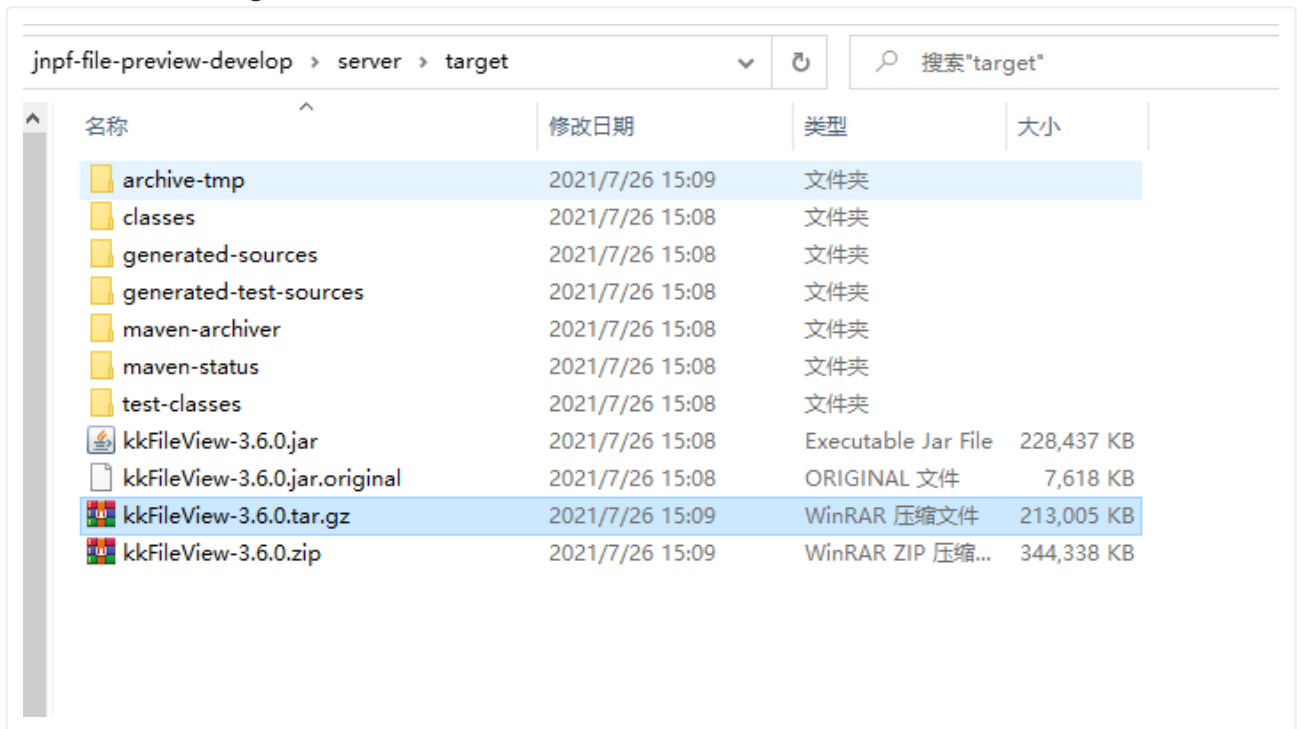 jnpf-file-preview-develop › server › target 搜索"target"
名称 修改日期 类型 大小
archive-tmp 2021/7/26 15:09 文件夹
classes 2021/7/26 15:08 文件夹
generated-sources 2021/7/26 15:08 文件夹
generated-test-sources 2021/7/26 15:08 文件夹
maven-archiver 2021/7/26 15:08 文件夹
maven-status 2021/7/26 15:08 文件夹
test-classes 2021/7/26 15:08 文件夹
kkFileView-3.6.0.jar 2021/7/26 15:08 Executable Jar File 228,437 KB
kkFileView-3.6.0.jar.original 2021/7/26 15:08 ORIGINAL 文件 7,618 KB
kkFileView-3.6.0.tar.gz 2021/7/26 15:09 WinRAR 压缩文件 213,005 KB
kkFileView-3.6.0.zip 2021/7/26 15:09 WinRAR ZIP 压缩... 344,338 KB